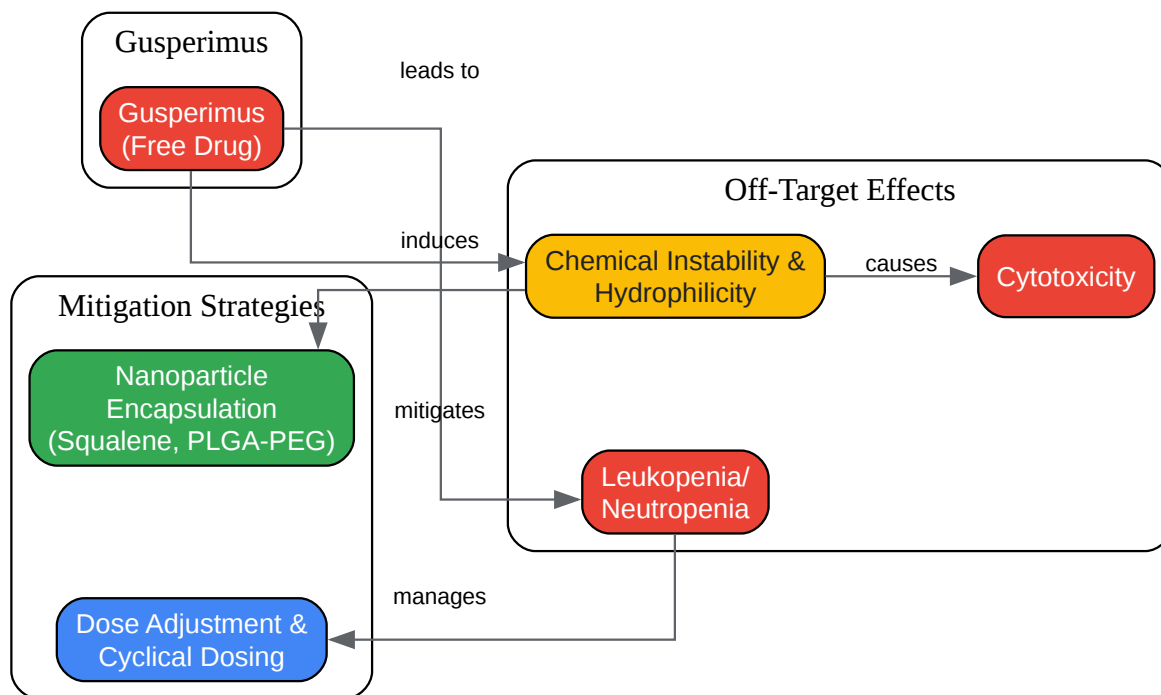 Gusperimus
leads to
Gusperimus
(Free Drug)
Off-Target Effects
induces
Chemical Instability &
Hydrophilicity
causes
Cytotoxicity
Mitigation Strategies
Nanoparticle
Encapsulation
(Squalene, PLGA-PEG)
mitigates
Leukopenia/
Neutropenia
manages
Dose Adjustment &
Cyclical Dosing